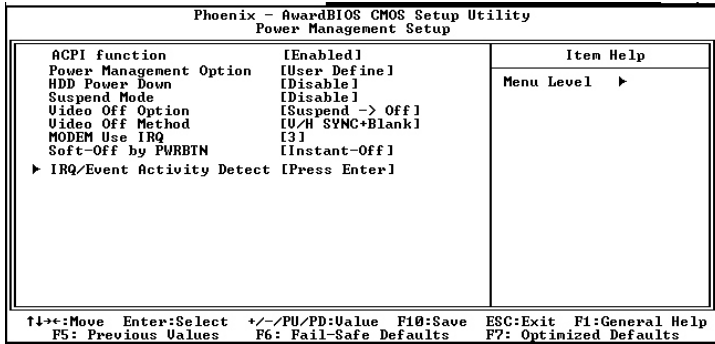 Phoenix - AwardBIOS CMOS Setup Utility
Power Management Setup
ACPI function [Enabled]
Power Management Option [User Define]
HDD Power Down [Disable]
Suspend Mode [Disable]
Video Off Option [Suspend -> Off]
Video Off Method [V/H SYNC+Blank]
MODEM Use IRQ [3]
Soft-Off by PWRBTN [Instant-Off]
► IRQ/Event Activity Detect [Press Enter]
Item Help
Menu Level ►
↑↓→←:Move Enter:Select +/-/PU/PD:Value F10:Save ESC:Exit F1:General Help
F5: Previous Values F6: Fail-Safe Defaults F7: Optimized Defaults